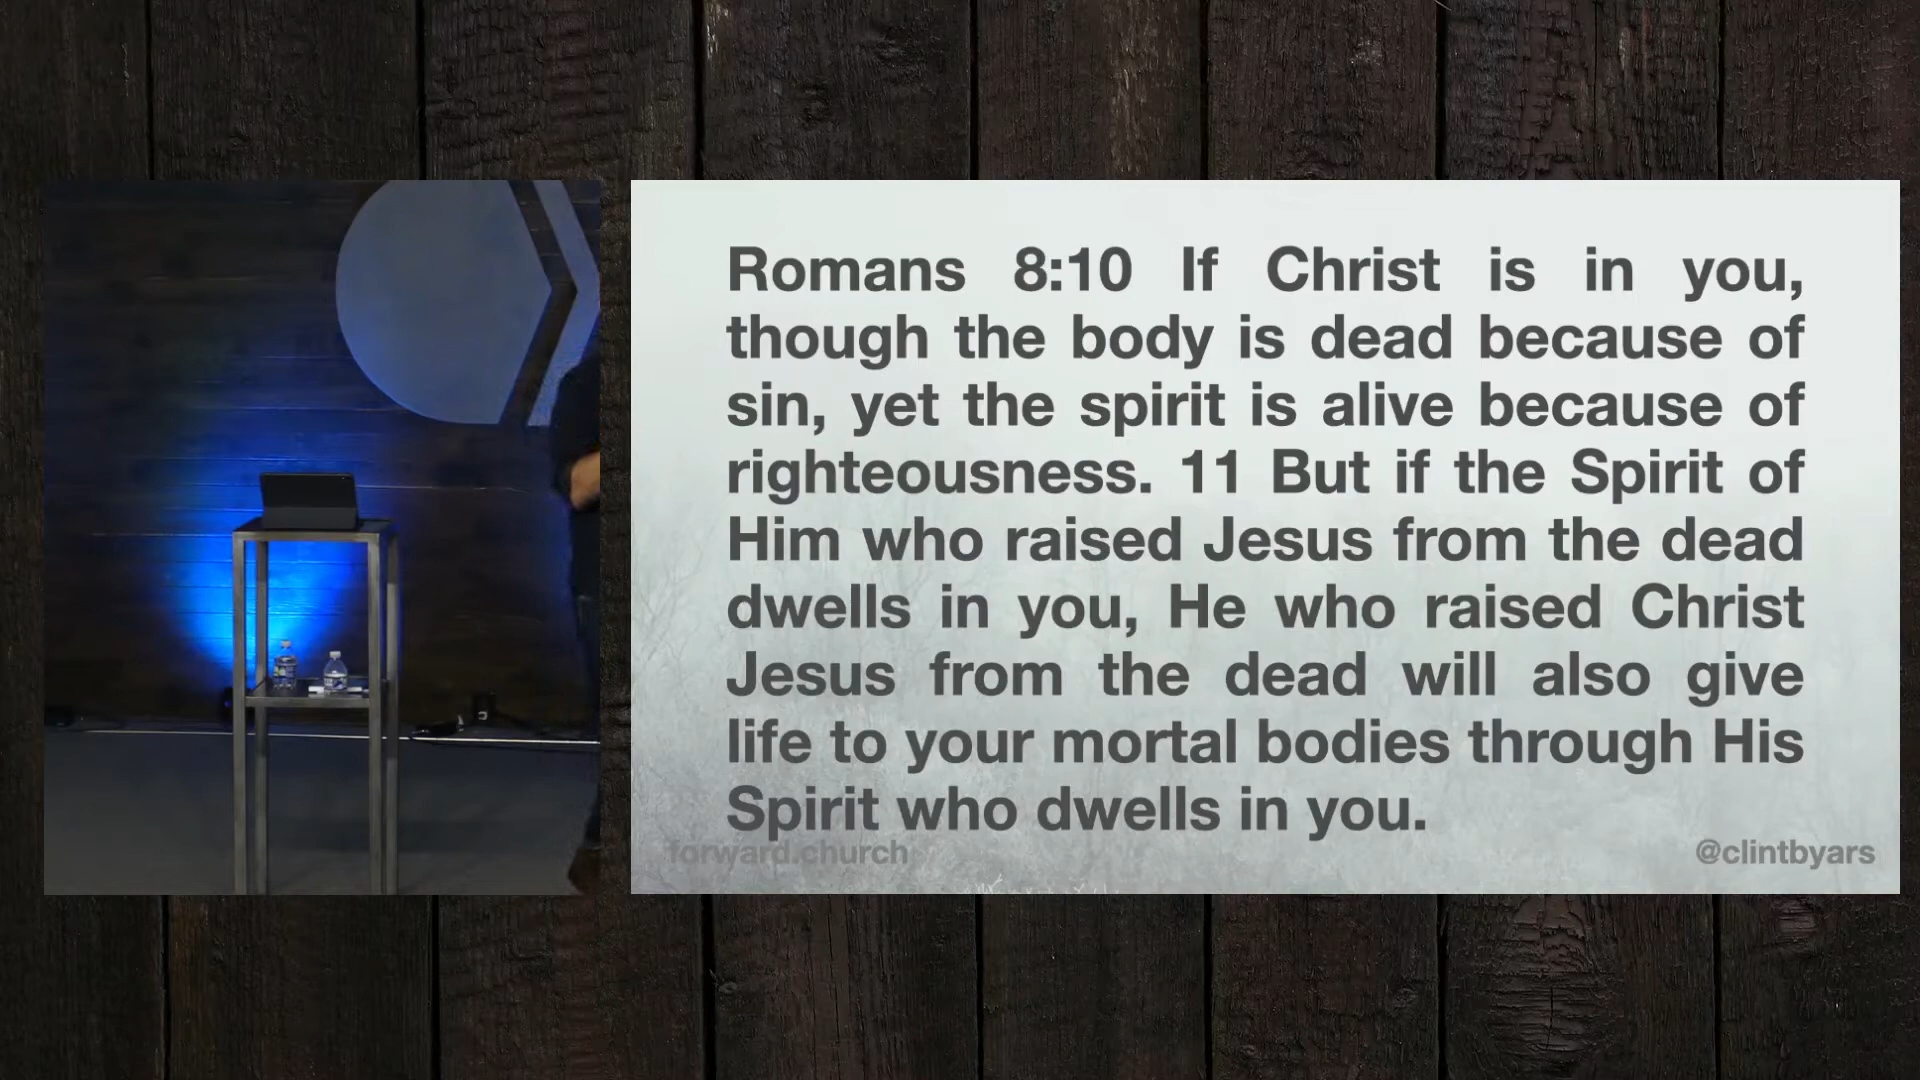 Romans 8:10 If Christ is in you,
though the body is dead because of
sin, yet the spirit is alive because of
righteousness. 11 But if the Spirit of
Him who raised Jesus from the dead
dwells in you, He who raised Christ
Jesus from the dead will also give
life to your mortal bodies through His
Spirit who dwells in you.
forward.church
@clintbyars